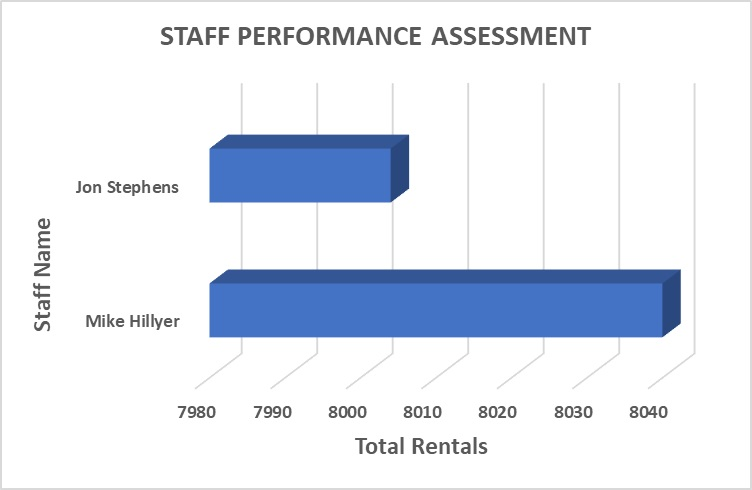 STAFF PERFORMANCE ASSESSMENT
Jon Stephens
Mike Hillyer
Staff Name
7980 7990 8000 8010 8020 8030 8040
Total Rentals